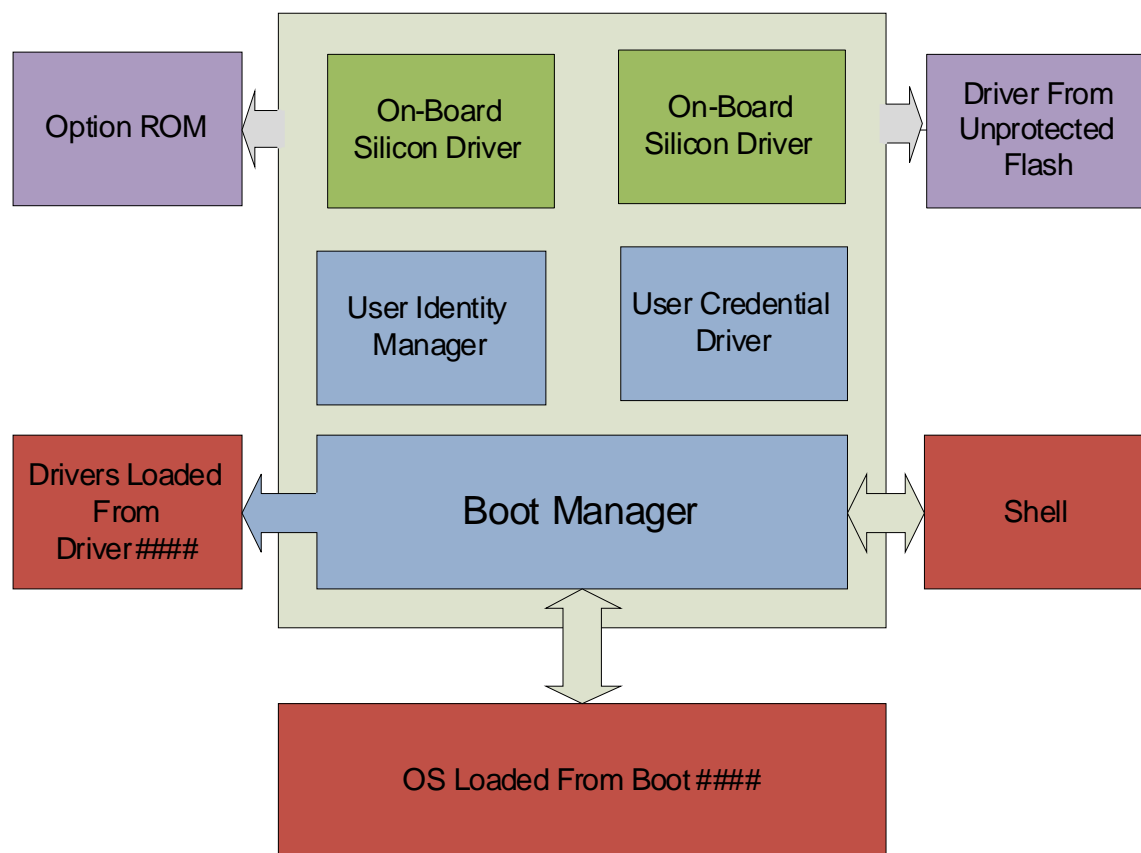 Option ROM
On-Board
Silicon Driver
On-Board
Silicon Driver
Driver From
Unprotected
Flash
User Identity
Manager
User Credential
Driver
Drivers Loaded
From
Driver ####
Boot Manager
Shell
OS Loaded From Boot ####